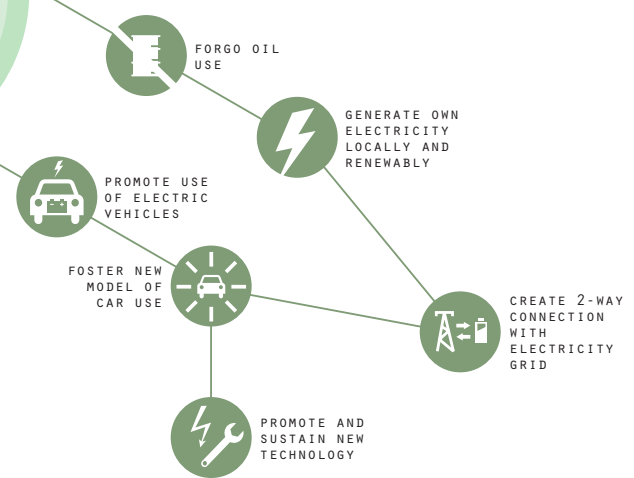 FORGO OIL
USE
GENERATE OWN
ELECTRICITY
LOCALLY AND
RENEWABLY
PROMOTE USE
OF ELECTRIC
VEHICLES
FOSTER NEW
MODEL OF
CAR USE
CREATE 2-WAY
CONNECTION
WITH
ELECTRICITY
GRID
PROMOTE AND
SUSTAIN NEW
TECHNOLOGY